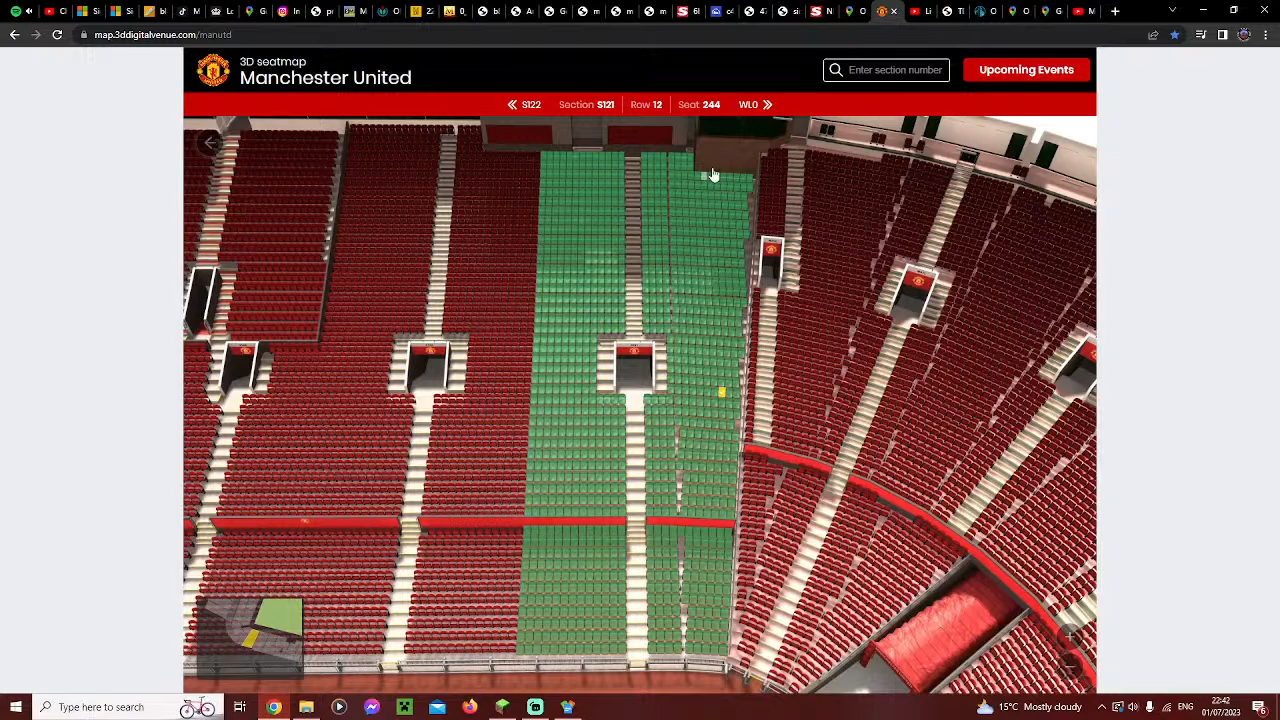 map.3ddigitalvenue.com/manutd
3D seatmap
Manchester United
Enter section number
Upcoming Events
S122
Section S121
Row 12
Seat 244
WL0
Type here to search
15°C Mostly cloudy
ENG
22:42
01/07/2023